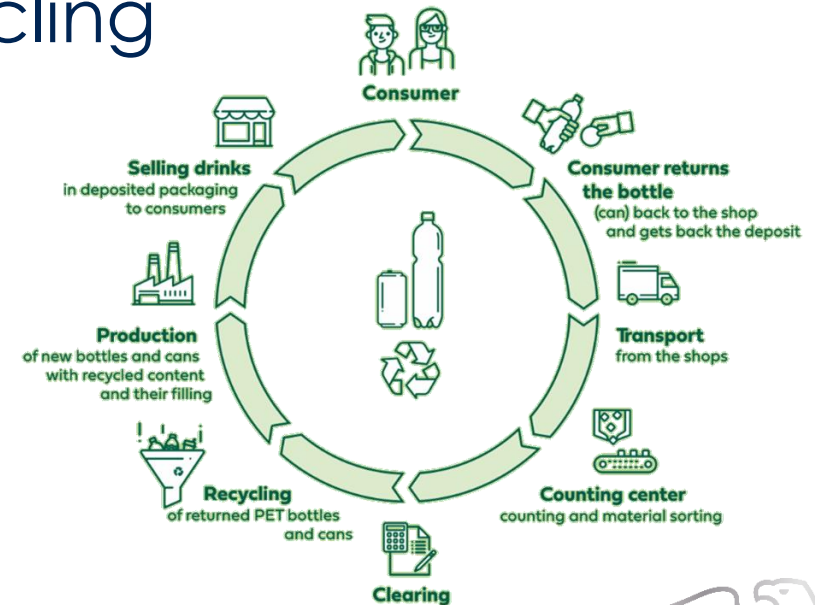 cling
Consumer
Consumer returns
the bottle
(can) back to the shop
and gets back the deposit
Transport
from the shops
Counting center
counting and material sorting
Clearing
Recycling
of returned PET bottles
and cans
Production
of new bottles and cans
with recycled content
and their filling
Selling drinks
in deposited packaging
to consumers